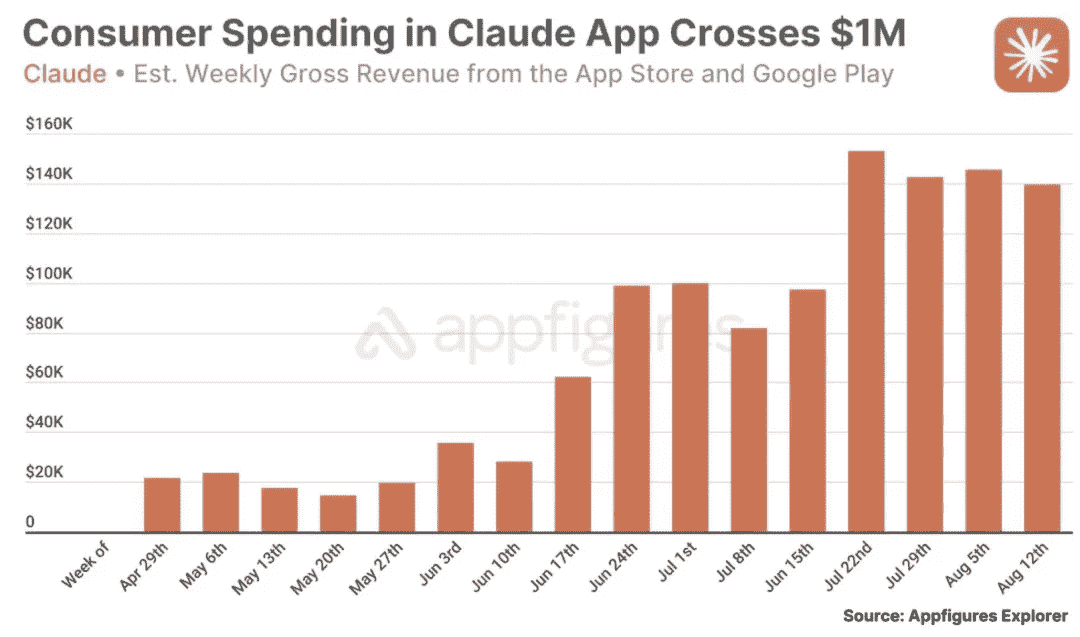 Consumer Spending in Claude App Crosses $1M
Claude • Est. Weekly Gross Revenue from the App Store and Google Play
$160K
$140K
$120K
$100K
$80K
$60K
$40K
$20K
0
appfigures
Week of
Apr 29th
May 6th
May 13th
May 20th
May 27th
Jun 3rd
Jun 10th
Jun 17th
Jun 24th
Jul 1st
Jul 8th
Jun 15th
Jul 22nd
Jul 29th
Aug 5th
Aug 12th
Source: Appfigures Explorer